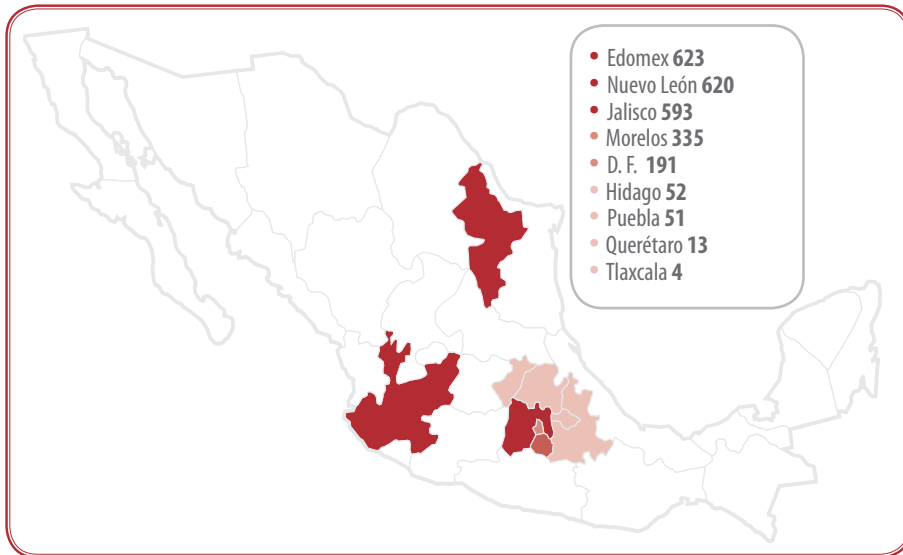 • Edomex 623
• Nuevo León 620
• Jalisco 593
• Morelos 335
• D. F. 191
• Hidago 52
• Puebla 51
• Querétaro 13
• Tlaxcala 4